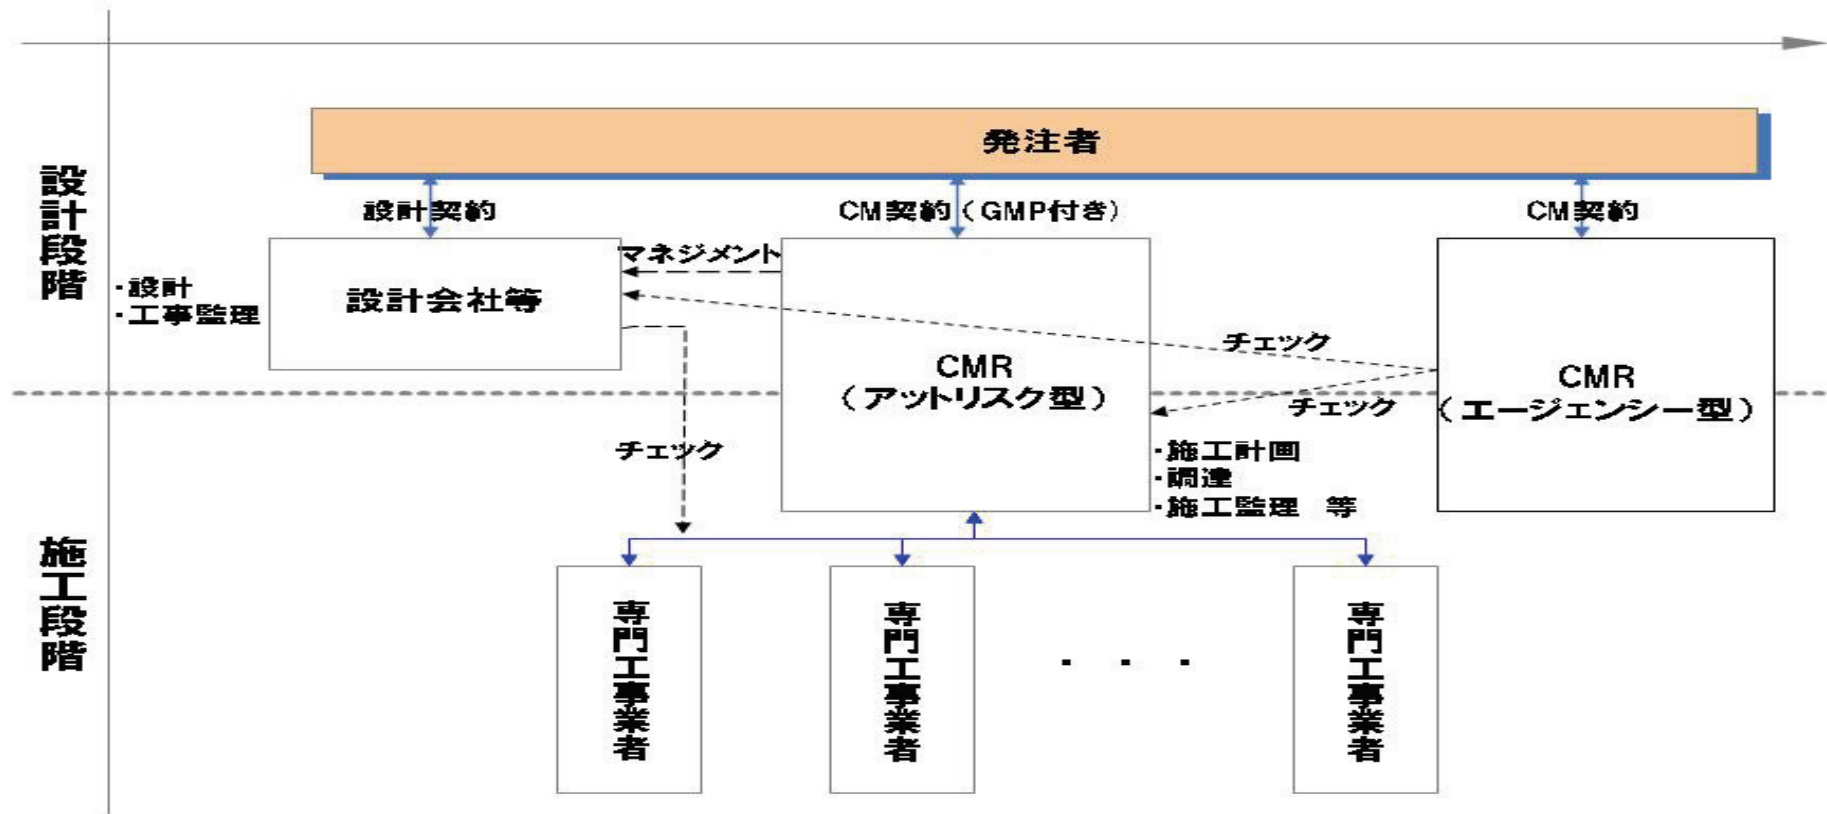 発注者
設計段階
設計契約
CM契約（GMP付き）
CM契約
マネジメント
・設計
・工事監理
設計会社等
チェック
CMR
（アットリスク型）
CMR
（エージェンシー型）
チェック
チェック
・施工計画
・調達
・施工監理　等
施工段階
専門工事業者
専門工事業者
・　・　・
専門工事業者